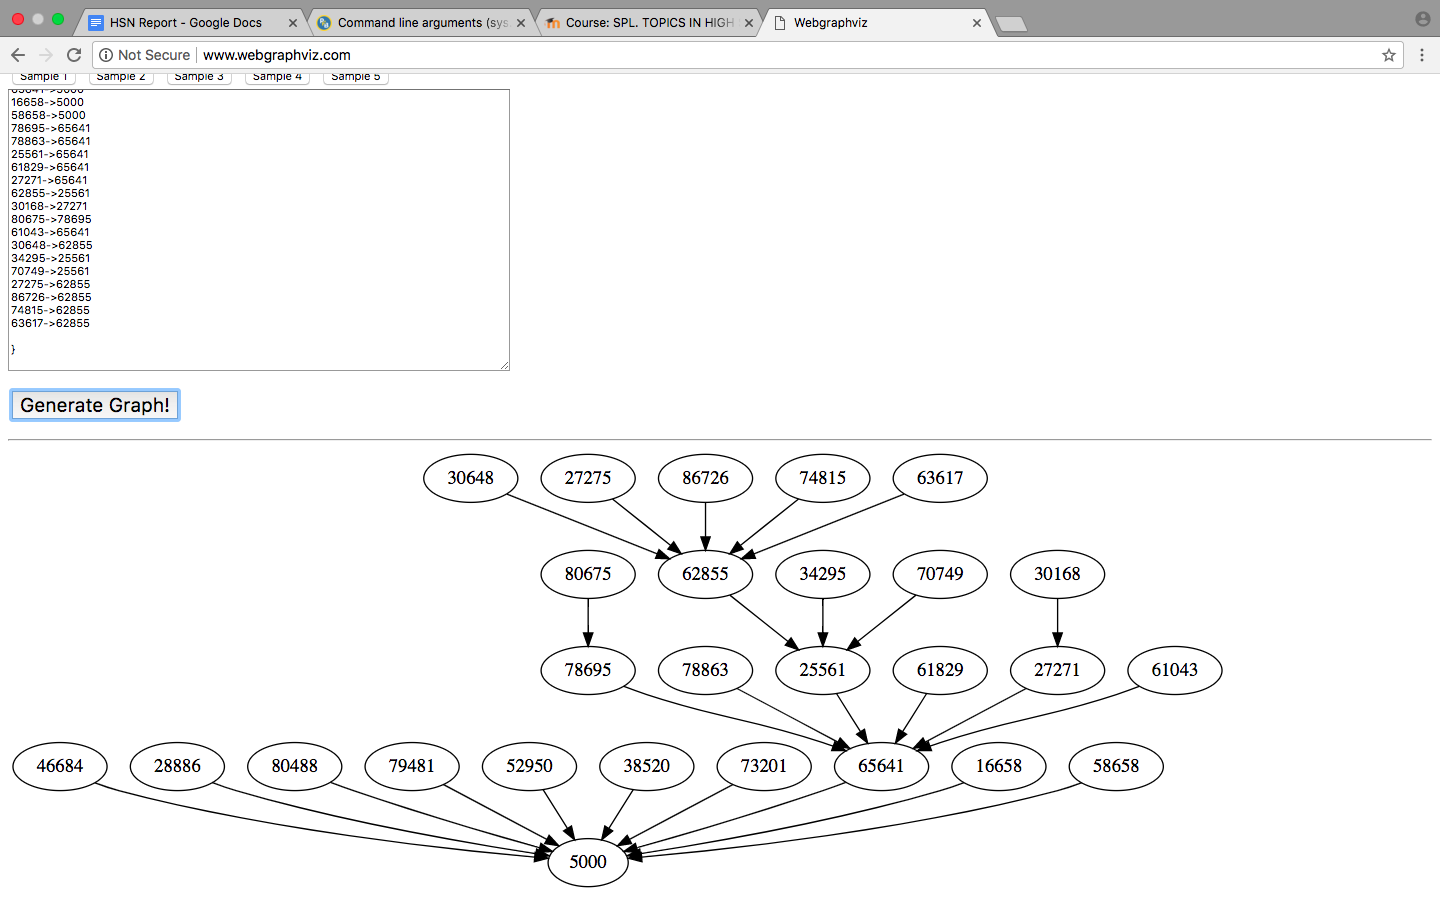 HSN Report - Google Docs
Command line arguments (sys.
Course: SPL. TOPICS IN HIGH
Webgraphviz
Not Secure
www.webgraphviz.com
Sample 1 Sample 2 Sample 3 Sample 4 Sample 5
65641->5000
16658->5000
58658->5000
78695->65641
78863->65641
25561->65641
61829->65641
27271->65641
62855->25561
30168->27271
80675->78695
61043->65641
30648->62855
34295->25561
70749->25561
27275->62855
86726->62855
74815->62855
63617->62855
}
Generate Graph!
30648 27275 86726 74815 63617
80675 62855 34295 70749 30168
78695 78863 25561 61829 27271 61043
46684 28886 80488 79481 52950 38520 73201 65641 16658 58658
5000